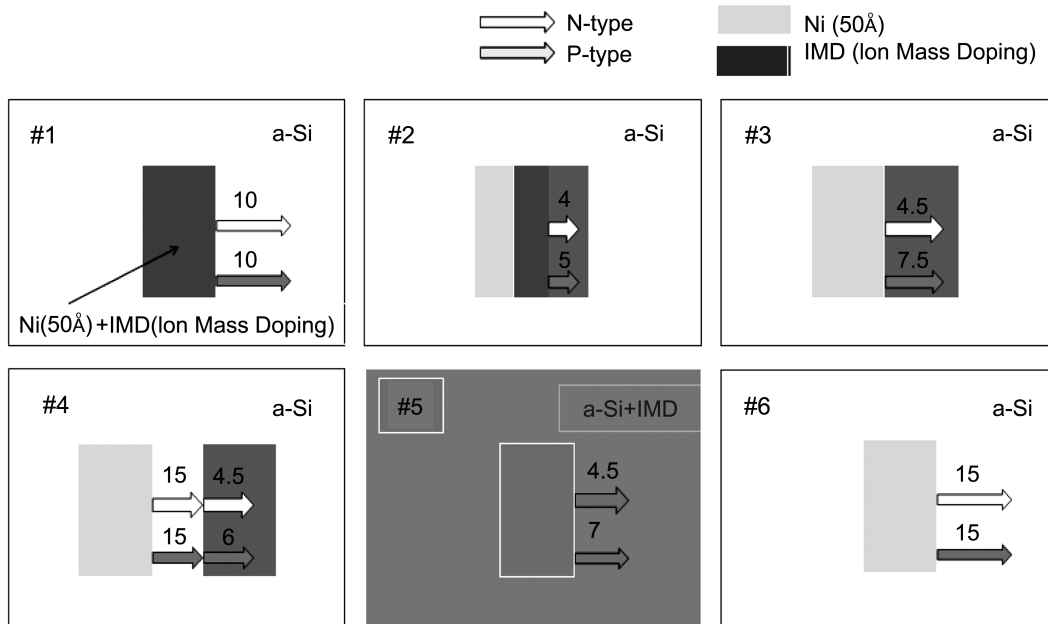 N-type
P-type
Ni (50Å)
IMD (Ion Mass Doping)
#1
a-Si
10
10
Ni(50Å)+IMD(Ion Mass Doping)
#2
a-Si
4
5
#3
a-Si
4.5
7.5
#4
a-Si
15
4.5
15
6
#5
a-Si+IMD
4.5
7
#6
a-Si
15
15